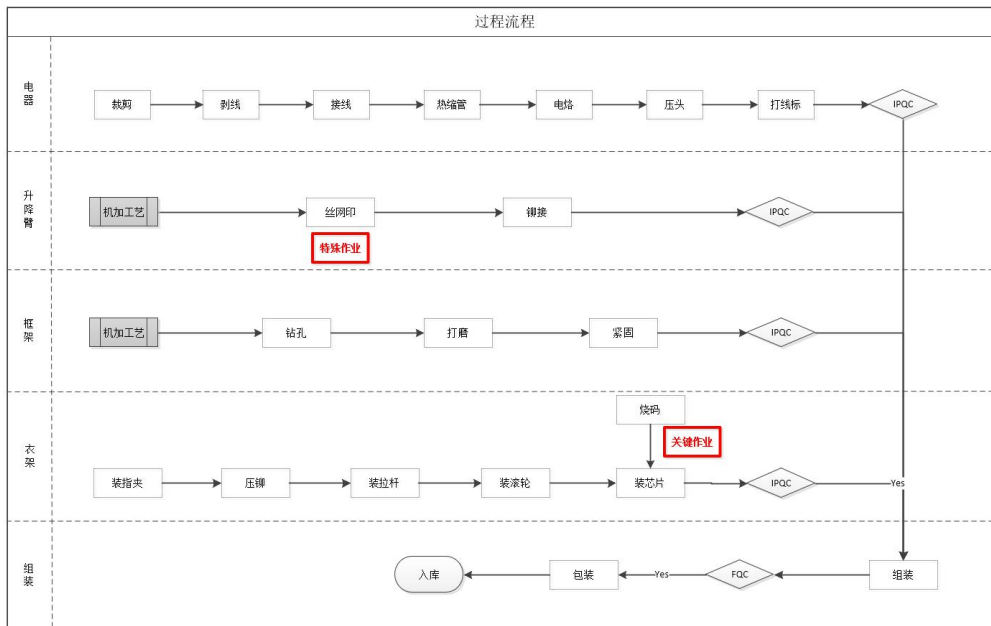 过程流程
电器
裁剪
剥线
接线
热缩管
电烙
压头
打线标
IPQC
升降臂
机加工艺
丝网印
铆接
IPQC
特殊作业
框架
机加工艺
钻孔
打磨
紧固
IPQC
衣架
烧码
关键作业
装指夹
压铆
装拉杆
装滚轮
装芯片
IPQC
Yes
组装
入库
包装
Yes
FQC
组装